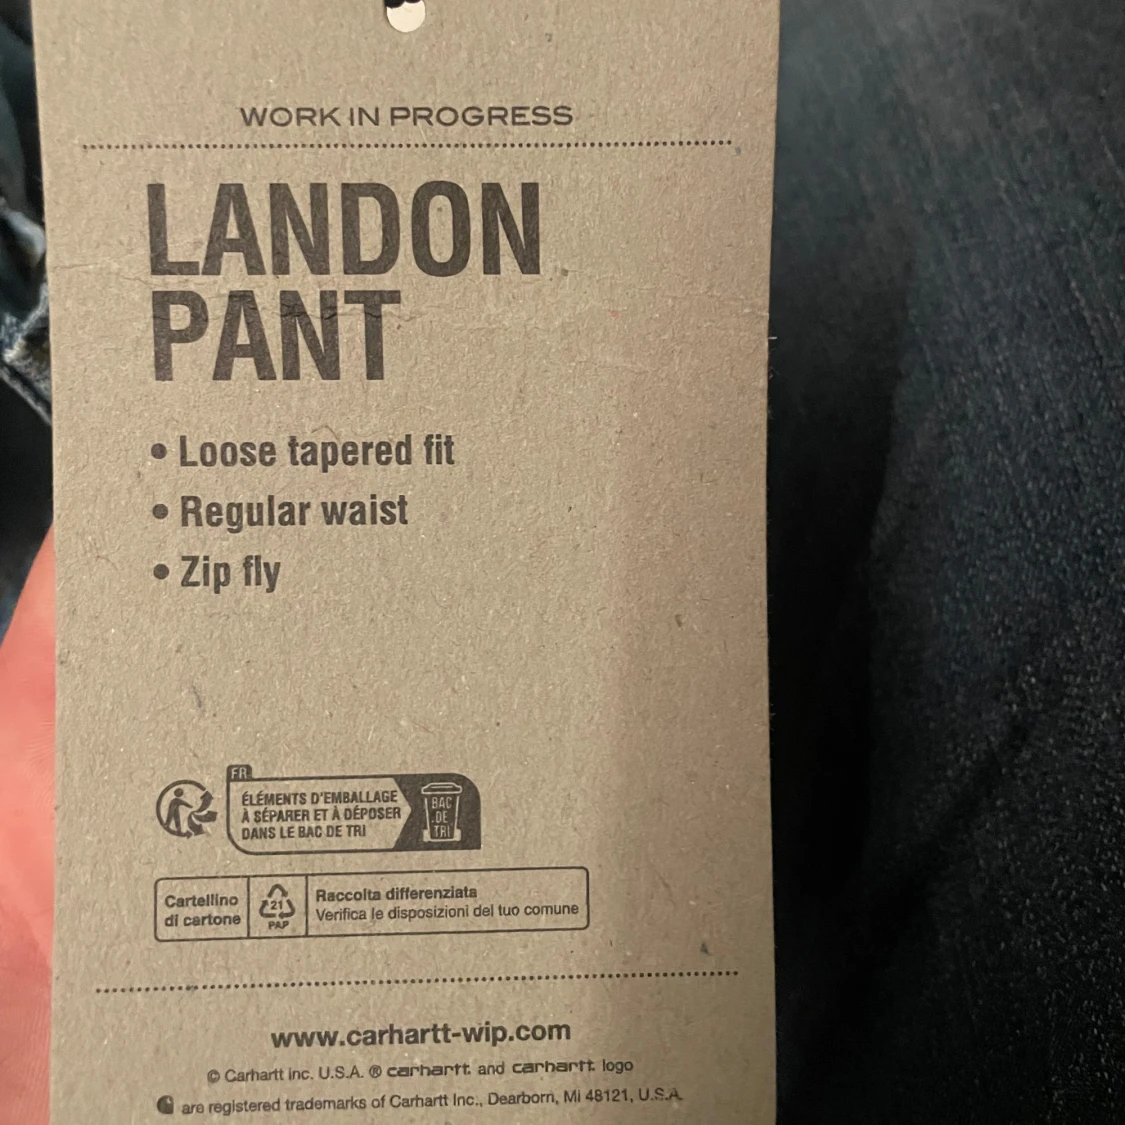 WORK IN PROGRESS
LANDON
PANT
• Loose tapered fit
• Regular waist
• Zip fly
FR
ÉLÉMENTS D'EMBALLAGE
À SÉPARER ET À DÉPOSER
DANS LE BAC DE TRI
BAC
DE
TRI
Cartellino
di cartone
21
PAP
Raccolta differenziata
Verifica le disposizioni del tuo comune
www.carhartt-wip.com
© Carhartt Inc. U.S.A. ® carhartt and carhartt logo
are registered trademarks of Carhartt Inc., Dearborn, Mi 48121, U.S.A.